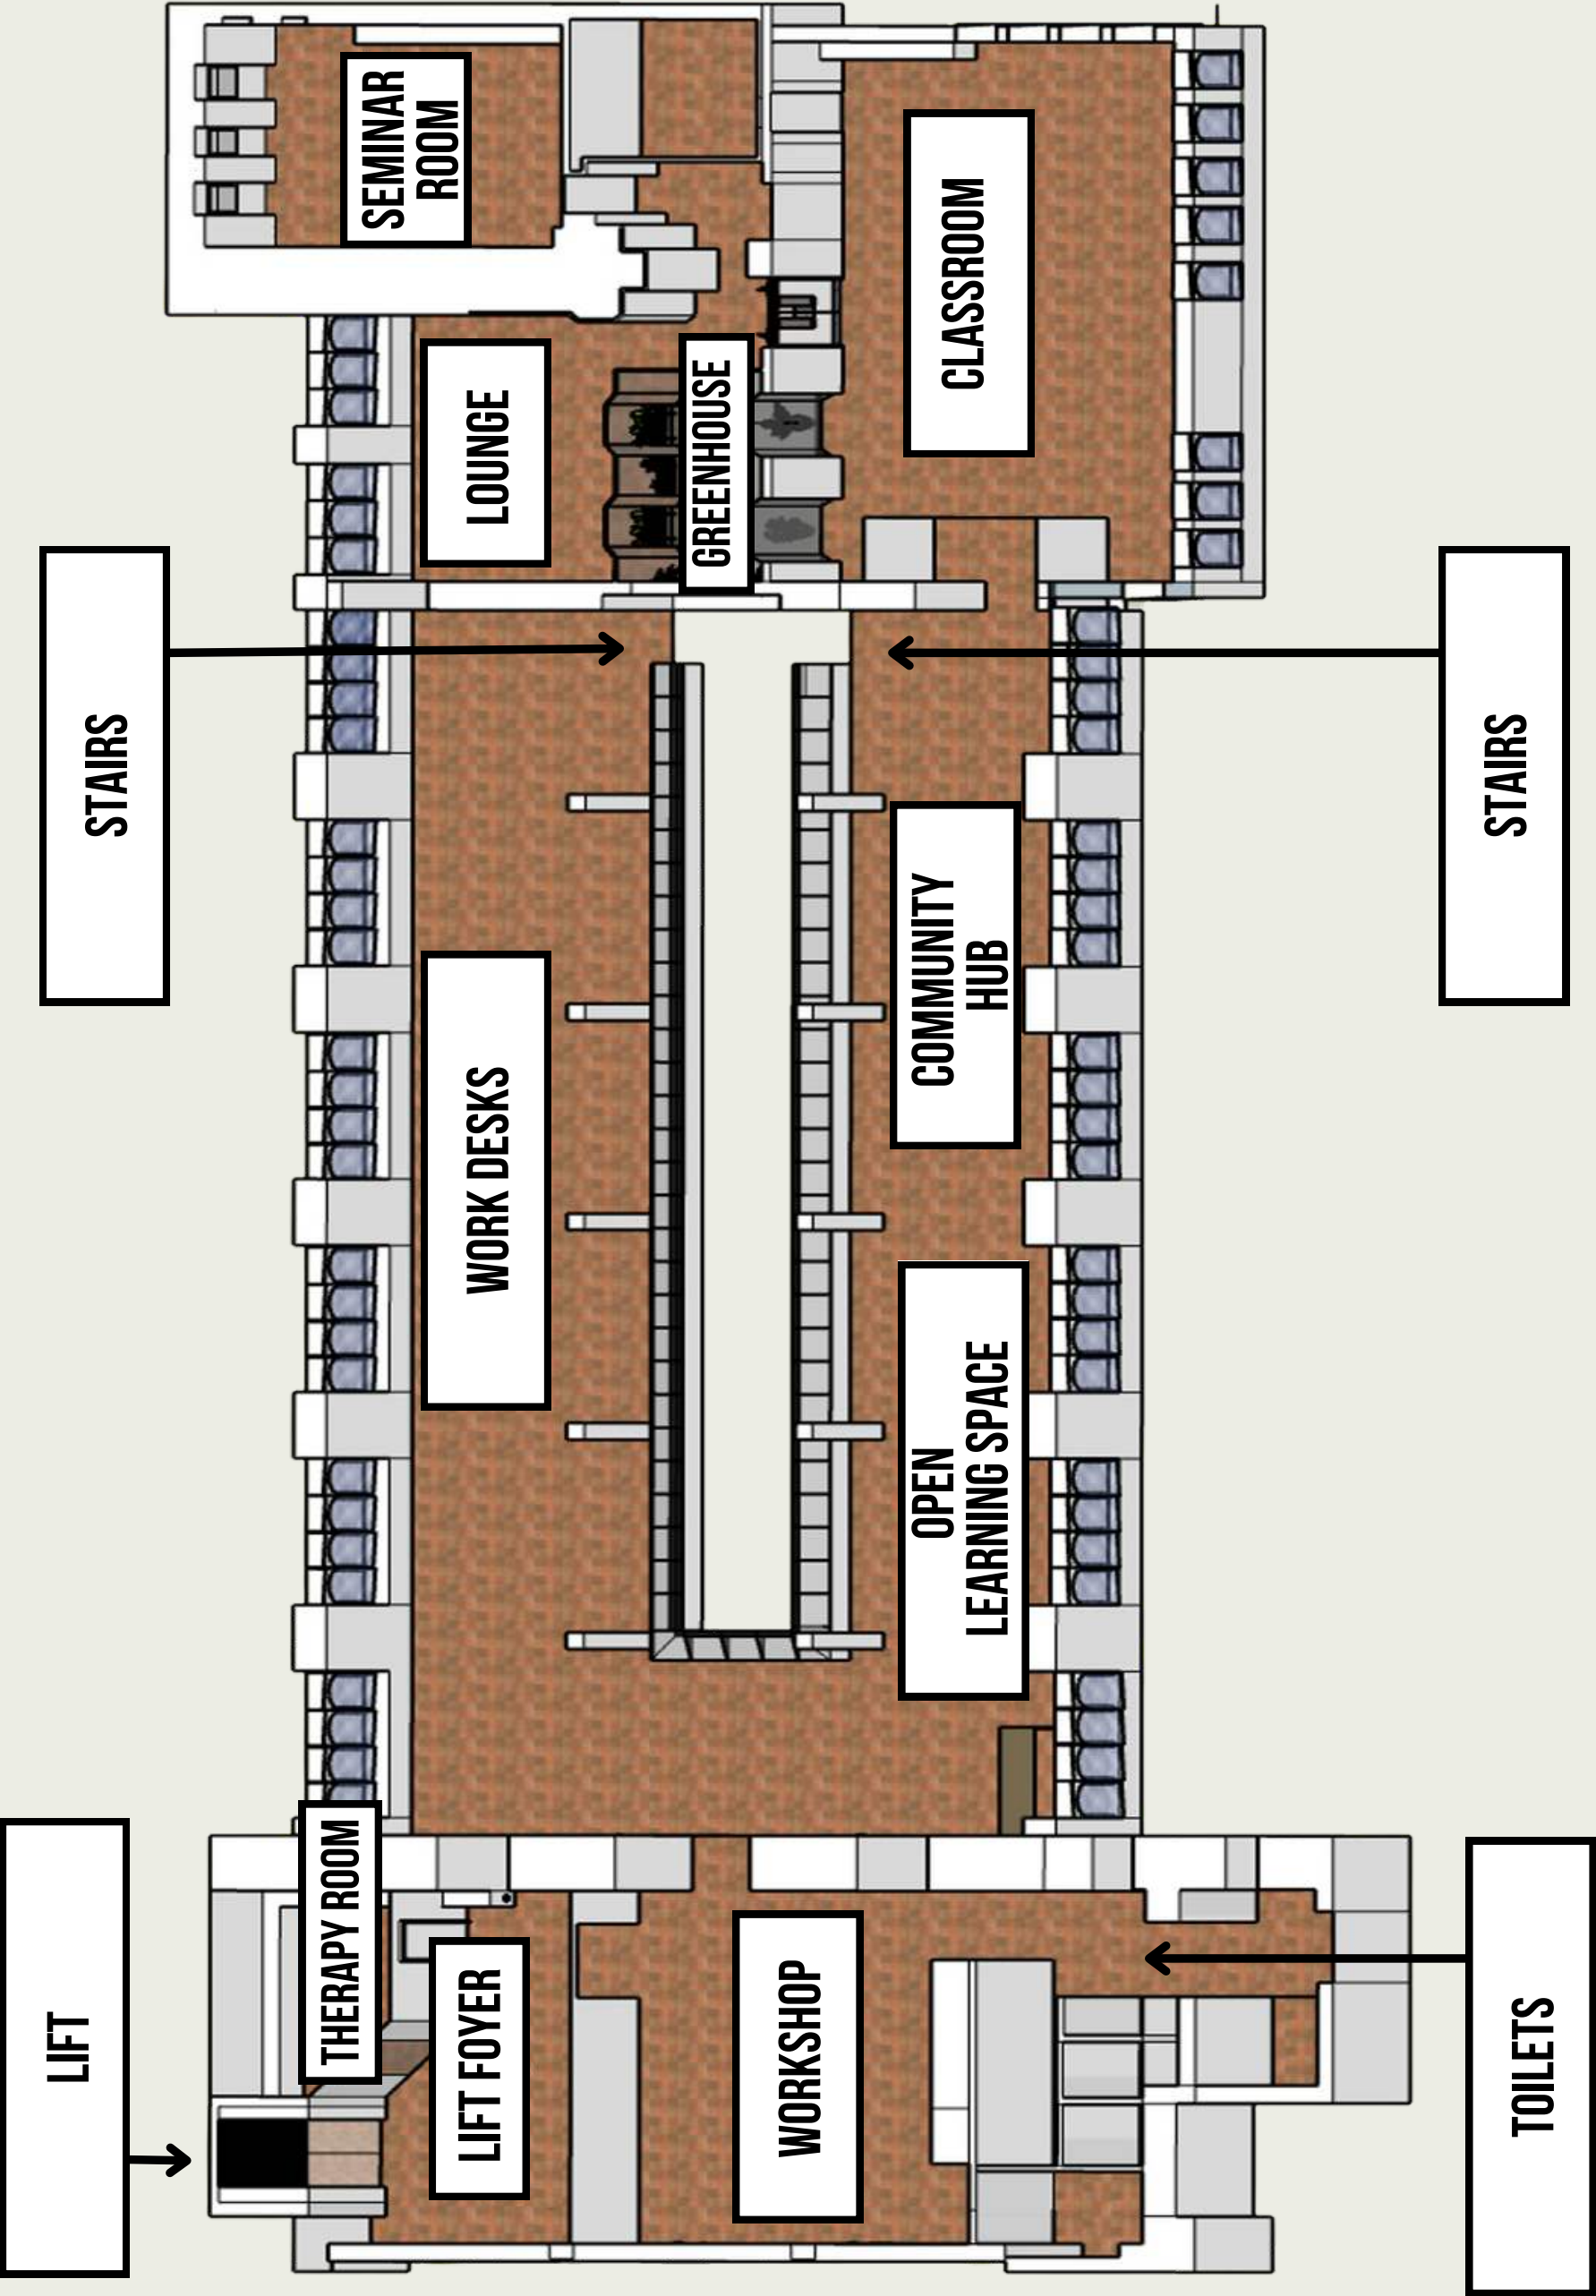 SEMINAR
ROOM
CLASSROOM
LOUNGE
GREENHOUSE
STAIRS
STAIRS
COMMUNITY
HUB
WORK DESKS
OPEN
LEARNING SPACE
THERAPY ROOM
LIFT
LIFT FOYER
WORKSHOP
TOILETS